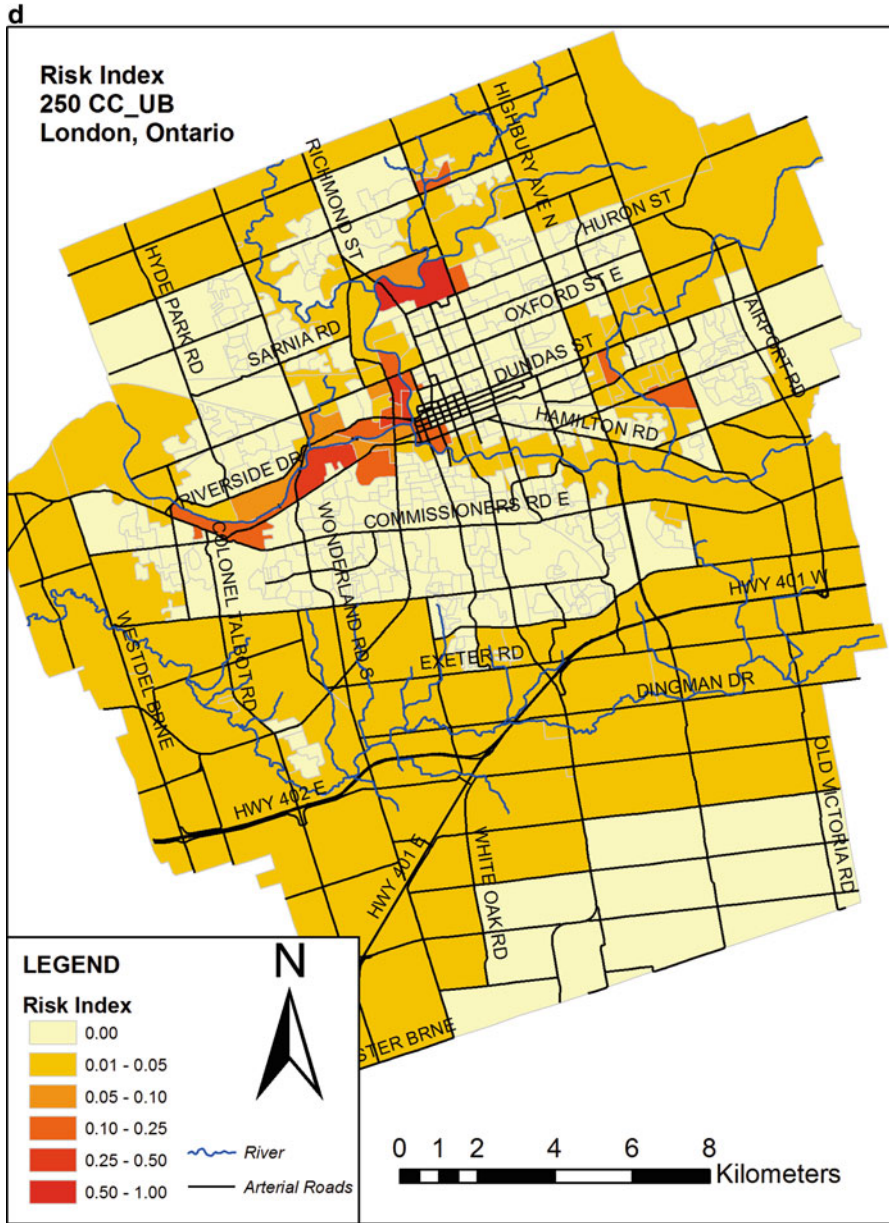 d
Risk Index
250 CC_UB
London, Ontario
RICHMOND ST
HIGHBURY AVE N
HURON ST
HYDE PARK RD
OXFORD ST E
SARNIA RD
AIRPORT RD
DUNDAS ST
HAMILTON RD
RIVERSIDE DR
COMMISSIONERS RD E
COLONEL TALBOT RD
WONDERLAND RD S
HWY 401 W
WESTDEL BRNE
EXETER RD
DINGMAN DR
HWY 402 E
OLD VICTORIA RD
HWY 401 E
WHITE OAK RD
STER BRNE
LEGEND
N
Risk Index
0.00
0.01 - 0.05
0.05 - 0.10
0.10 - 0.25
0.25 - 0.50
0.50 - 1.00
River
Arterial Roads
0 1 2 4 6 8
Kilometers